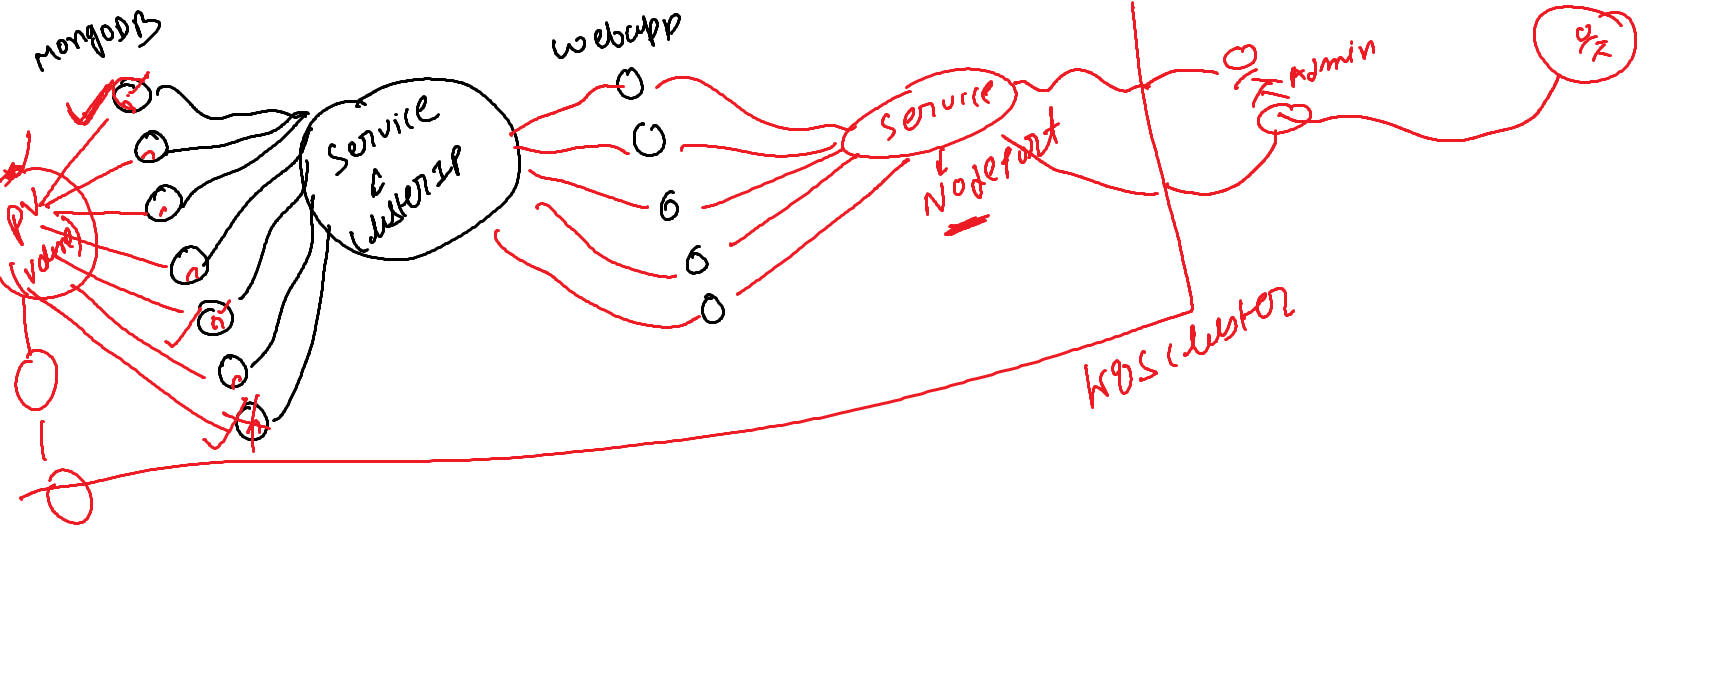 MongoDB
webapp
Service
ClusterIP
PV
(volume)
Service
Nodeport
Admin
K8S cluster